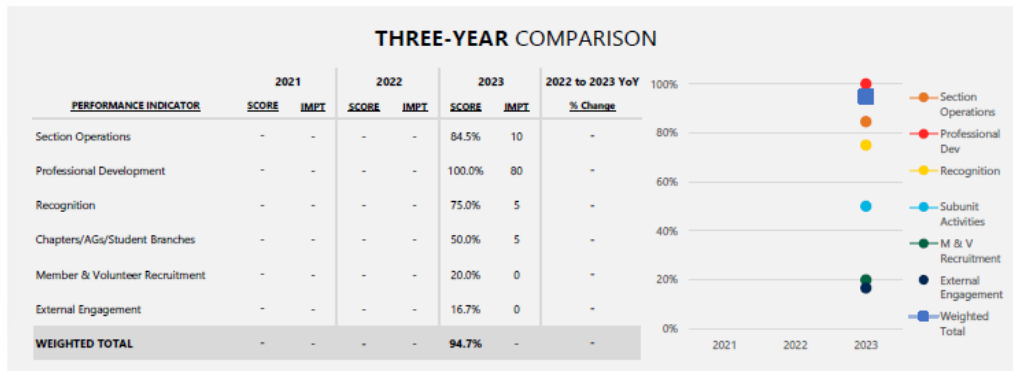 THREE-YEAR COMPARISON
2021 2022 2023 2022 to 2023 YoY
PERFORMANCE INDICATOR SCORE IMPT SCORE IMPT SCORE IMPT % Change
Section Operations - - - - 84.5% 10 -
Professional Development - - - - 100.0% 80 -
Recognition - - - - 75.0% 5 -
Chapters/AGs/Student Branches - - - - 50.0% 5 -
Member & Volunteer Recruitment - - - - 20.0% 0 -
External Engagement - - - - 16.7% 0 -
WEIGHTED TOTAL - - - - 94.7% - -
100%
80%
60%
40%
20%
0%
2021 2022 2023
Section
Operations
Professional
Dev
Recognition
Subunit
Activities
M & V
Recruitment
External
Engagement
Weighted
Total